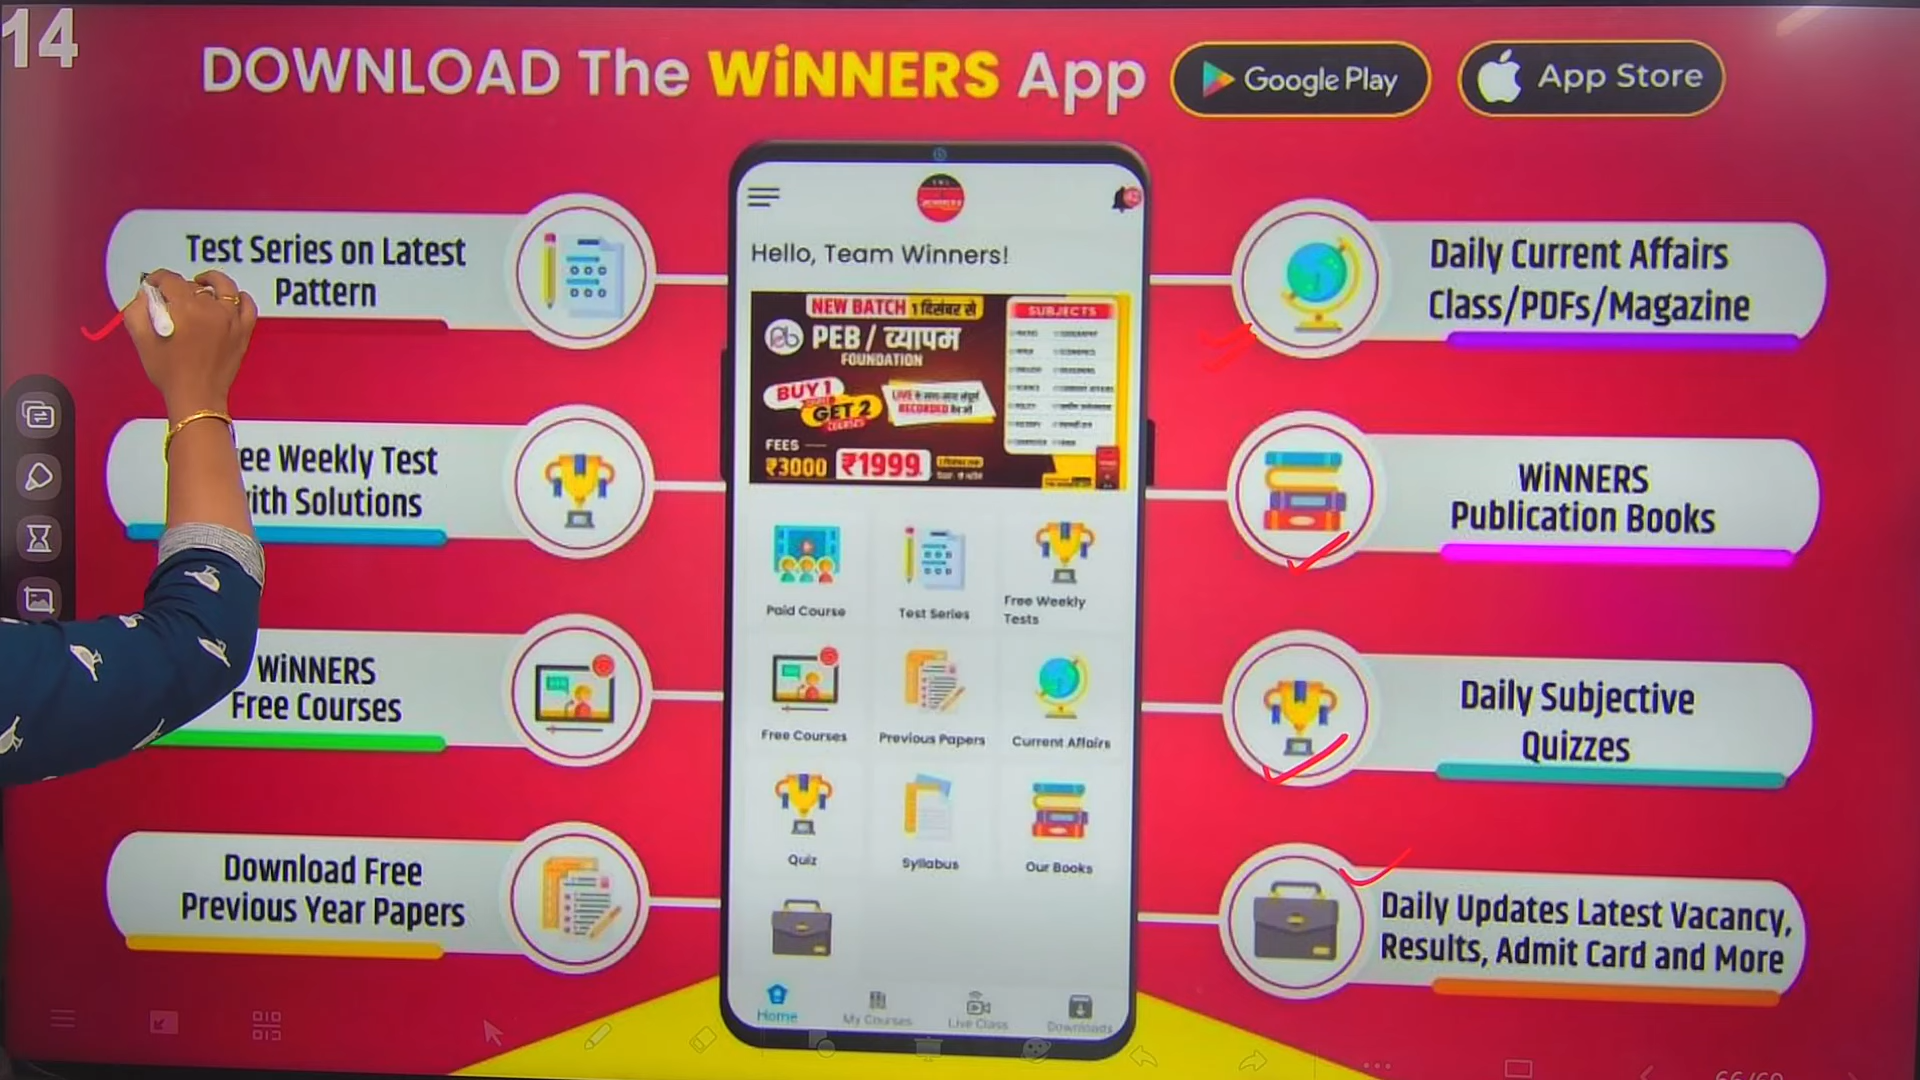 14
DOWNLOAD The WiNNERS App
Google Play
App Store
Test Series on Latest
Pattern
ee Weekly Test
ith Solutions
WiNNERS
Free Courses
Download Free
Previous Year Papers
Hello, Team Winners!
NEW BATCH 1 दिसंबर से
PEB / व्यापम
FOUNDATION
BUY 1
GET 2
COURSES
LIVE के साथ-साथ संपूर्ण
RECORDED
FEES
₹3000 ₹1999
SUBJECTS
Paid Course
Test Series
Free Weekly
Tests
Free Courses
Previous Papers
Current Affairs
Quiz
Syllabus
Our Books
Home
My Courses
Live Class
Downloads
Daily Current Affairs
Class/PDFs/Magazine
WiNNERS
Publication Books
Daily Subjective
Quizzes
Daily Updates Latest Vacancy,
Results, Admit Card and More